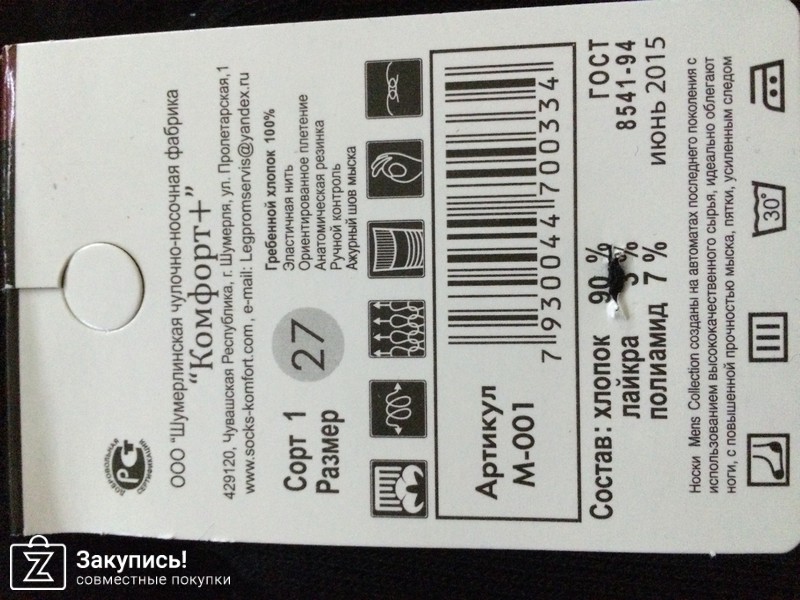 ДОБРОВОЛЬНАЯ
СЕРТИФИКАЦИЯ
ООО "Шумерлинская чулочно-носочная фабрика
"Комфорт+"
429120, Чувашская Республика, г. Шумерля, ул. Пролетарская,1
www.socks-komfort.com , e-mail: Legpromservis@yandex.ru
Сорт 1
Размер
27
Гребенной хлопок 100%
Эластичная нить
Ориентированное плетение
Анатомическая резинка
Ручной контроль
Ажурный шов мыска
Артикул
М-001
7 930044 700334
Состав: хлопок 90 %
лайкра 3 %
полиамид 7 %
ГОСТ
8541-94
июнь 2015
Носки Mens Collection созданы на автоматах последнего поколения с
использованием высококачественного сырья, идеально облегают
ноги, с повышенной прочностью мыска, пятки, усиленным следом
30°
Закупись!
совместные покупки